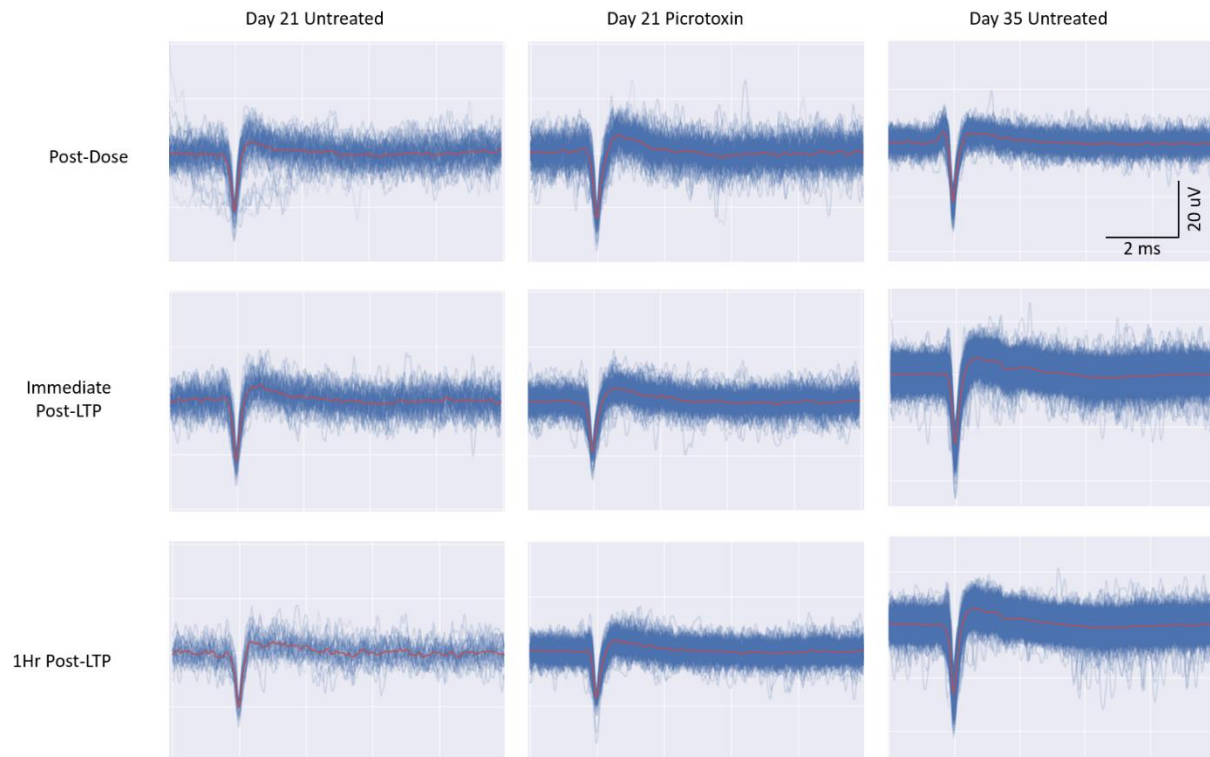 Day 21 Untreated
Day 21 Picrotoxin
Day 35 Untreated
Post-Dose
20 uV
2 ms
Immediate
Post-LTP
1Hr Post-LTP